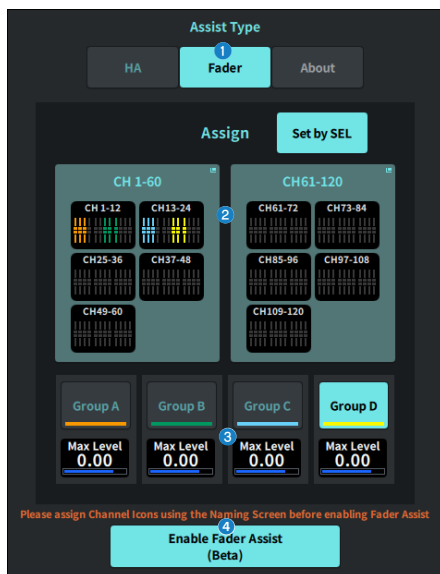 Assist Type
1
HA
Fader
About
Assign
Set by SEL
CH 1-60
CH61-120
2
CH 1-12
CH13-24
CH61-72
CH73-84
CH25-36
CH37-48
CH85-96
CH97-108
CH49-60
CH109-120
Group A
Group B
Group C
Group D
3
Max Level
0.00
Max Level
0.00
Max Level
0.00
Max Level
0.00
Please assign Channel Icons using the Naming Screen before enabling Fader Assist
4
Enable Fader Assist
(Beta)